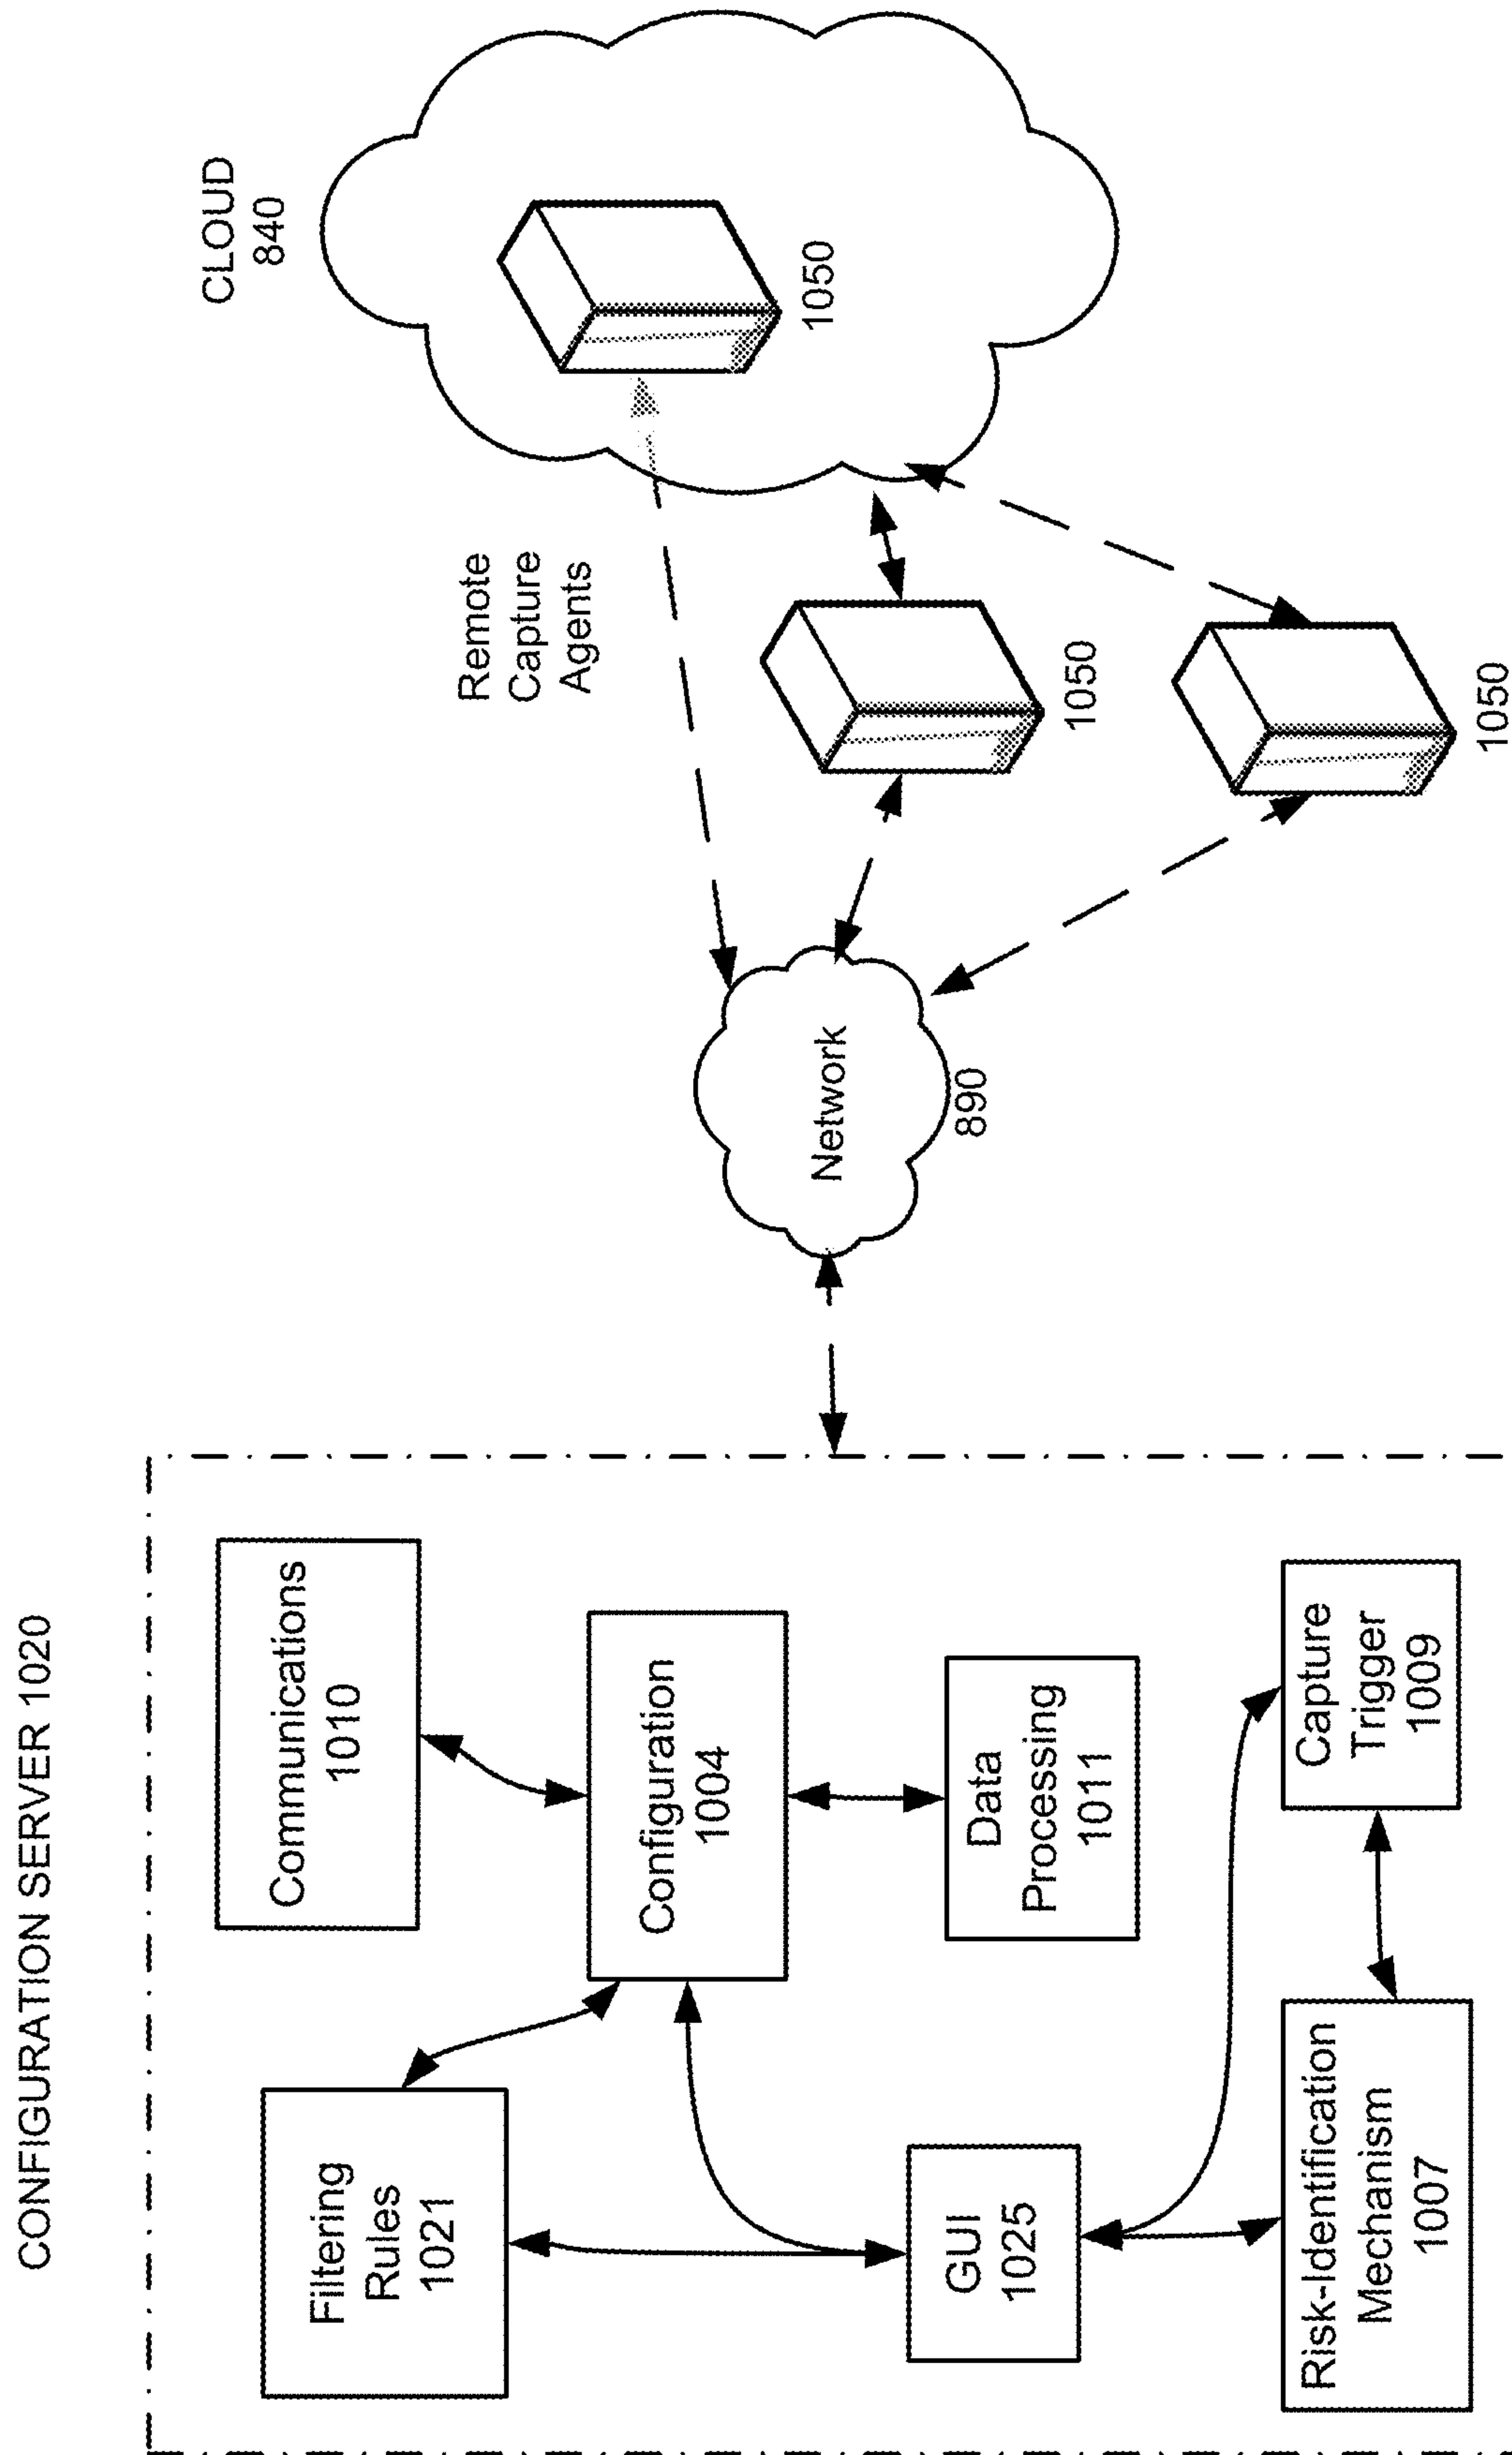 CONFIGURATION SERVER 1020
Filtering
Rules
1021
Communications
1010
Configuration
1004
GUI
1025
Data
Processing
1011
Risk-Identification
Mechanism
1007
Capture
Trigger
1009
Network
890
Remote
Capture
Agents
CLOUD
840
1050
1050
1050